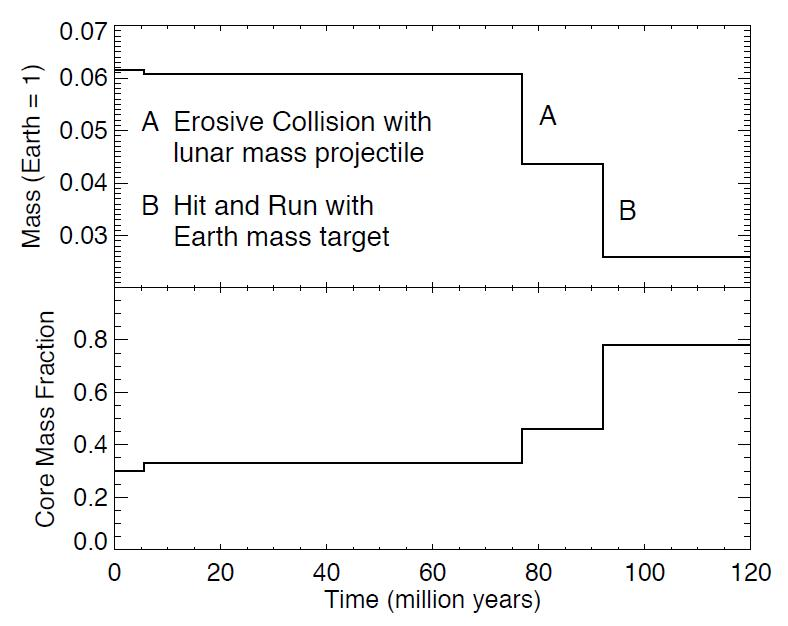 0.07
0.06
0.05
0.04
0.03
Mass (Earth = 1)
A Erosive Collision with
lunar mass projectile
B Hit and Run with
Earth mass target
A
B
0.8
0.6
0.4
0.2
0.0
Core Mass Fraction
0 20 40 60 80 100 120
Time (million years)